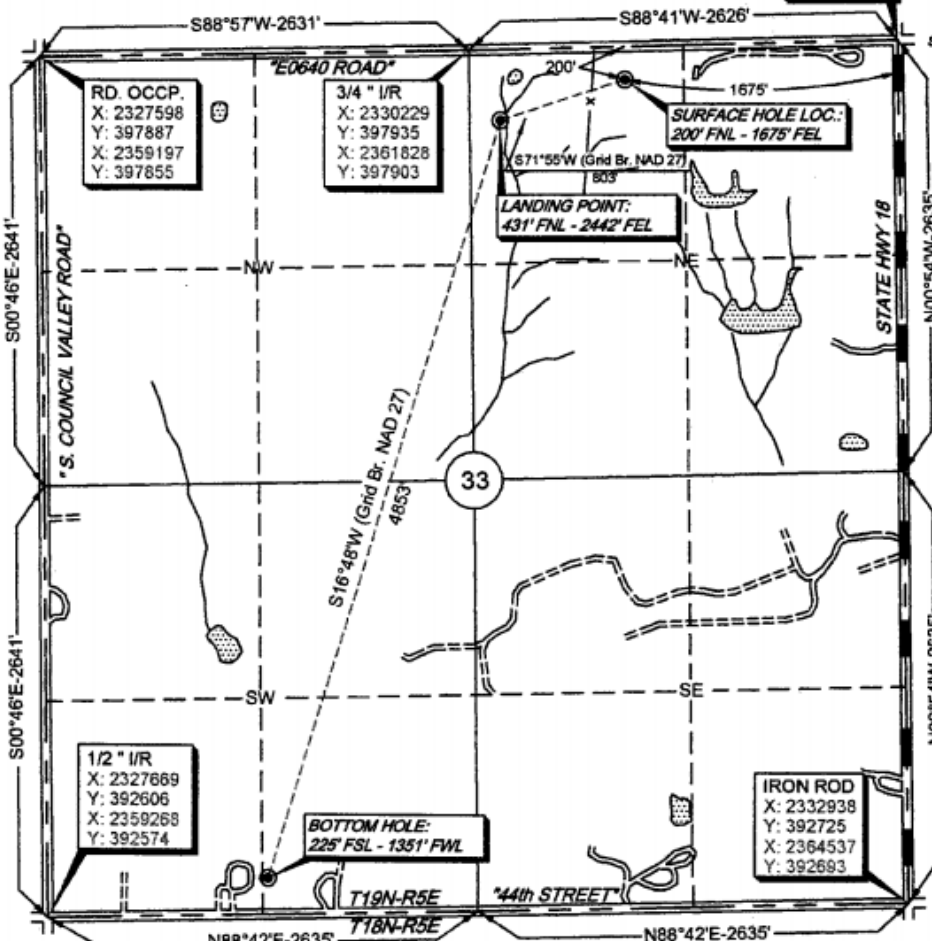 S88°57'W-2631'
S88°41'W-2626'
"E0640 ROAD"
RD. OCCP.
X: 2327598
Y: 397887
X: 2359197
Y: 397855
3/4 " I/R
X: 2330229
Y: 397935
X: 2361828
Y: 397903
200'
1675'
SURFACE HOLE LOC.:
200' FNL - 1675' FEL
S71°55'W (Grid Br. NAD 27)
803'
LANDING POINT:
431' FNL - 2442' FEL
S00°46'E-2641'
"S. COUNCIL VALLEY ROAD"
NW
NE
STATE HWY 18
N00°54'W-2635'
S16°48'W (Grid Br. NAD 27)
4853'
33
S00°46'E-2641'
SW
SE
1/2 " I/R
X: 2327669
Y: 392606
X: 2359268
Y: 392574
IRON ROD
X: 2332938
Y: 392725
X: 2364537
Y: 392693
BOTTOM HOLE:
225' FSL - 1351' FWL
T19N-R5E
"44th STREET"
T18N-R5E
N88°42'E-2635'
N88°42'E-2635'